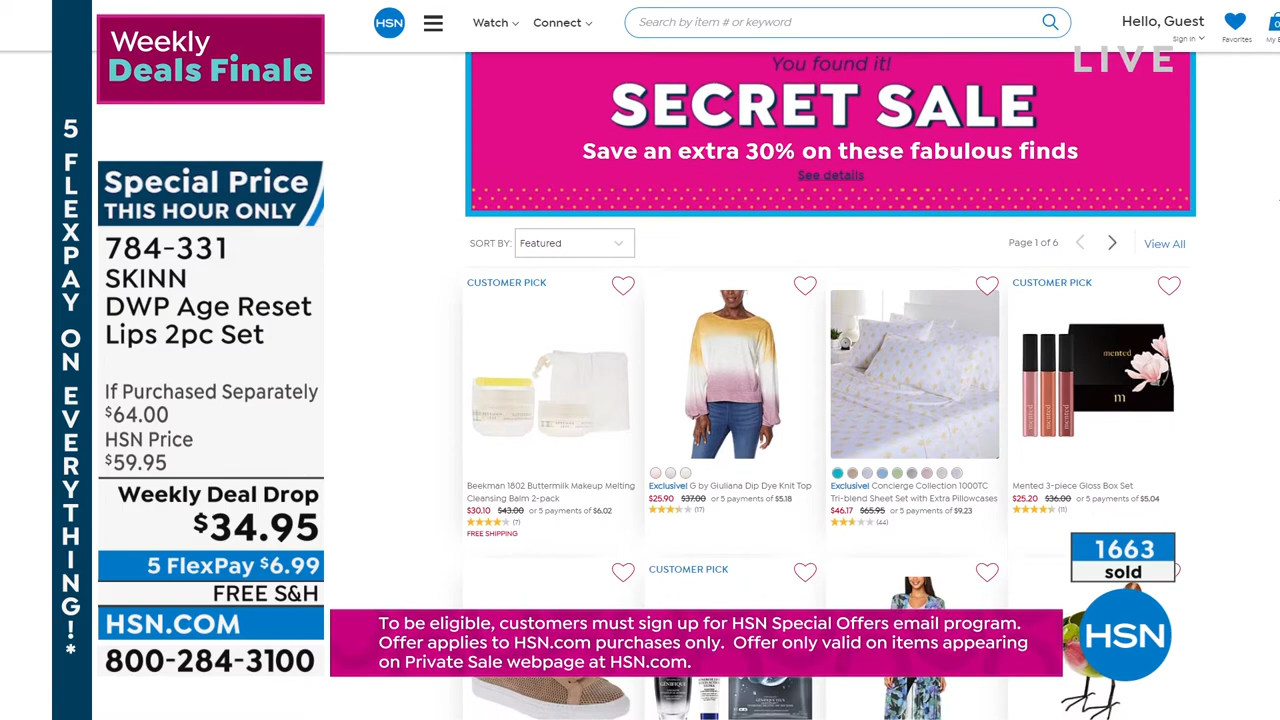 Weekly
Deals Finale
5 FLEXPAY ON EVERYTHING!*
Special Price
THIS HOUR ONLY
784-331
SKINN
DWP Age Reset
Lips 2pc Set
If Purchased Separately
$64.00
HSN Price
$59.95
Weekly Deal Drop
$34.95
5 FlexPay $6.99
FREE S&H
HSN.COM
800-284-3100
HSN
Watch
Connect
Search by item # or keyword
Hello, Guest
Sign In
Favorites
0
LIVE
You found it!
SECRET SALE
Save an extra 30% on these fabulous finds
See details
SORT BY:
Featured
Page 1 of 6
View All
CUSTOMER PICK
Beekman 1802 Buttermilk Makeup Melting
Cleansing Balm 2-pack
$30.10 $43.00 or 5 payments of $6.02
(7)
FREE SHIPPING
Exclusive! G by Giuliana Dip Dye Knit Top
$25.90 $37.00 or 5 payments of $5.18
(17)
Exclusive! Concierge Collection 1000TC
Tri-blend Sheet Set with Extra Pillowcases
$46.17 $65.95 or 5 payments of $9.23
(44)
CUSTOMER PICK
mented
m
mented
mented
mented
Mented 3-piece Gloss Box Set
$25.20 $36.00 or 5 payments of $5.04
(11)
CUSTOMER PICK
1663
sold
HSN
To be eligible, customers must sign up for HSN Special Offers email program.
Offer applies to HSN.com purchases only. Offer only valid on items appearing
on Private Sale webpage at HSN.com.
GÉNIFIQUE